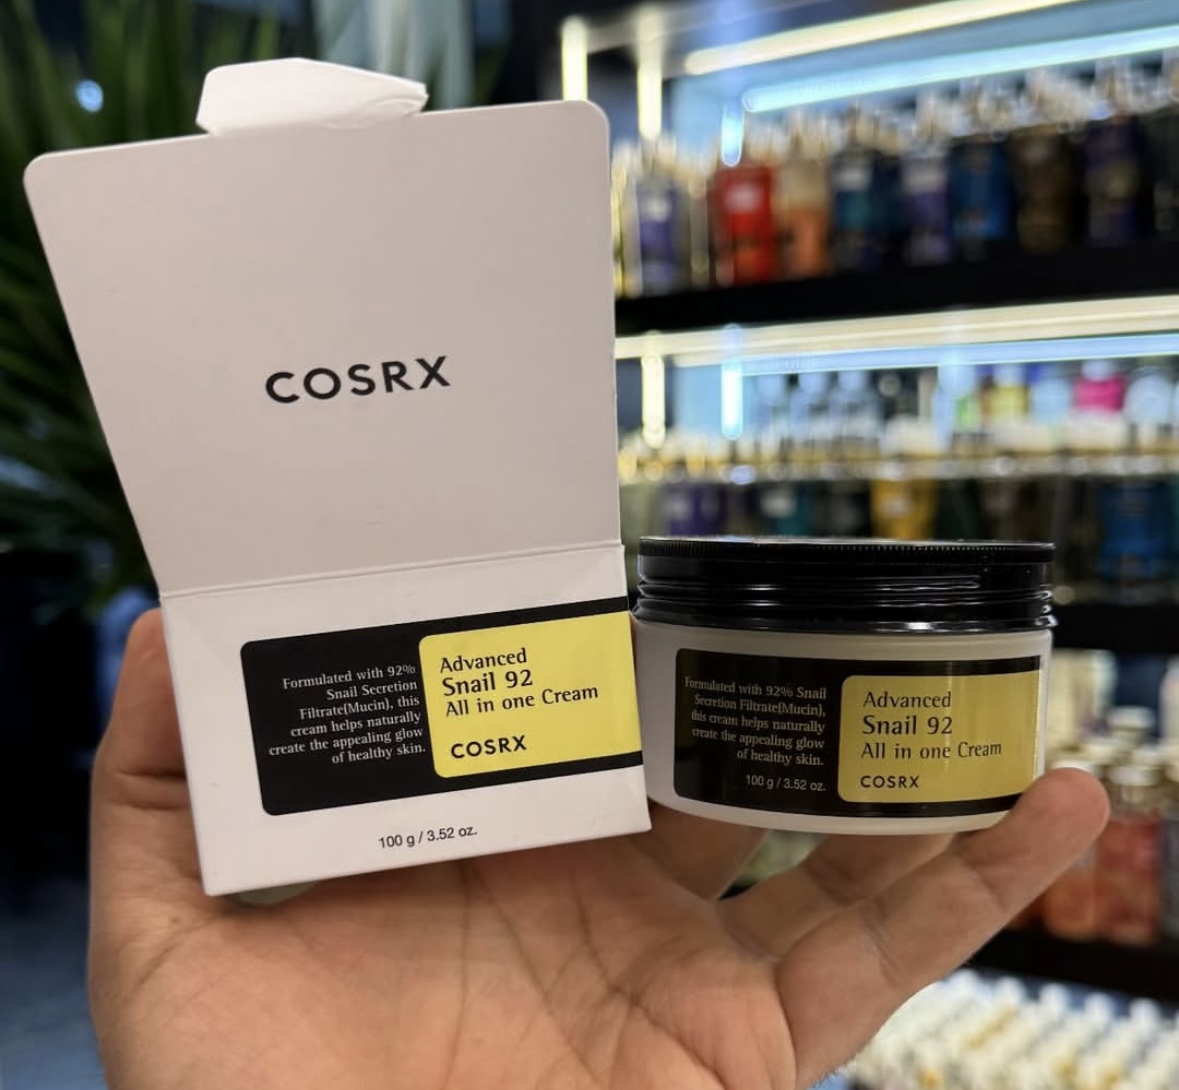 COSRX
Formulated with 92%
Snail Secretion
Filtrate(Mucin), this
cream helps naturally
create the appealing glow
of healthy skin.
Advanced
Snail 92
All in one Cream
COSRX
100 g / 3.52 oz.
Formulated with 92% Snail
Secretion Filtrate(Mucin),
this cream helps naturally
create the appealing glow
of healthy skin.
100 g / 3.52 oz.
Advanced
Snail 92
All in one Cream
COSRX